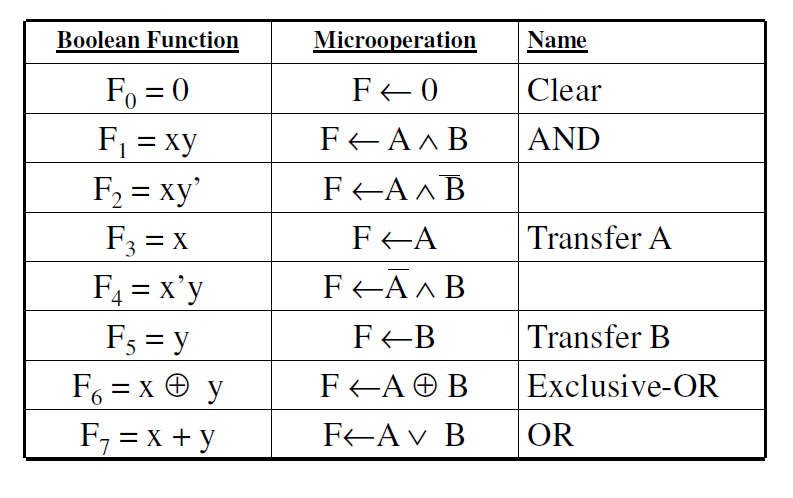 Boolean Function Microoperation Name
F₀ = 0 F ← 0 Clear
F₁ = xy F ← A ∧ B AND
F₂ = xy’ F ←A ∧ B̅
F₃ = x F ←A Transfer A
F₄ = x’y F ←A̅ ∧ B
F₅ = y F ←B Transfer B
F₆ = x ⊕ y F ←A ⊕ B Exclusive-OR
F₇ = x + y F←A ∨ B OR